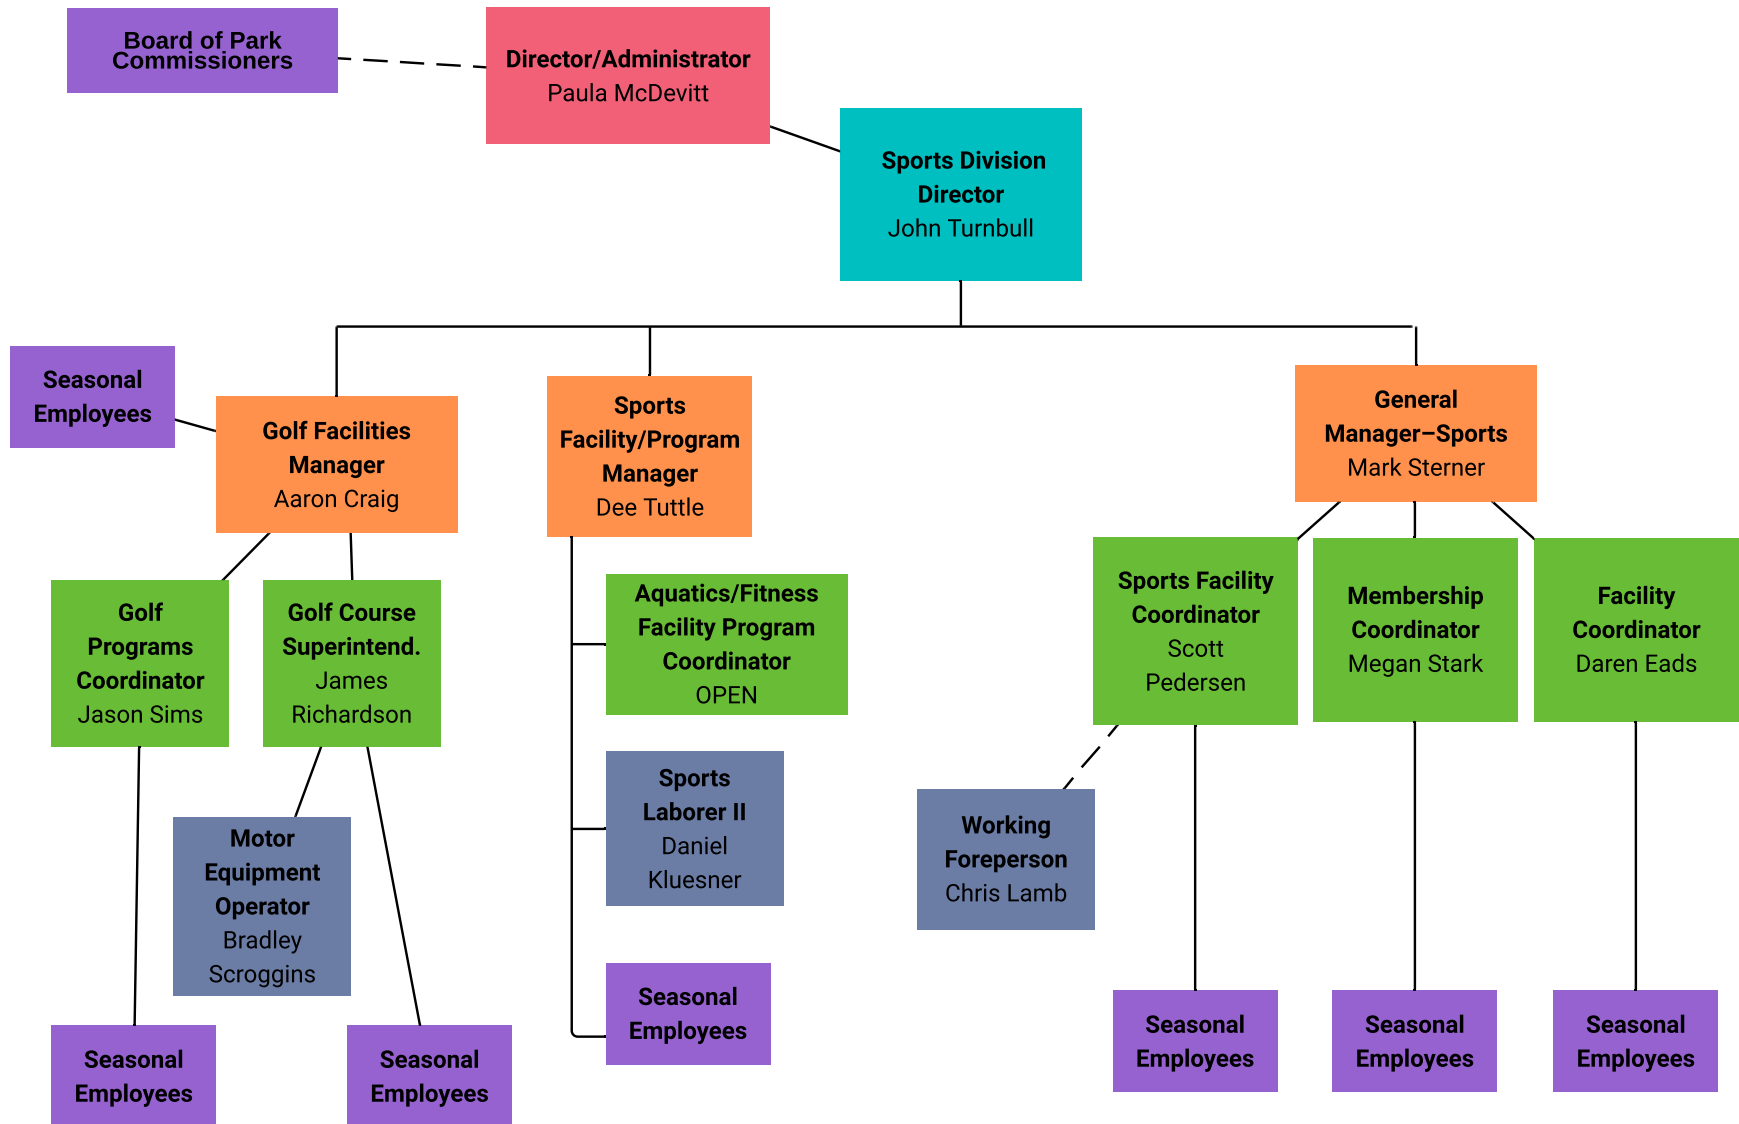 Board of Park
Commissioners
Director/Administrator
Paula McDevitt
Sports Division
Director
John Turnbull
Seasonal
Employees
Golf Facilities
Manager
Aaron Craig
Sports
Facility/Program
Manager
Dee Tuttle
General
Manager–Sports
Mark Sterner
Golf
Programs
Coordinator
Jason Sims
Golf Course
Superintend.
James
Richardson
Aquatics/Fitness
Facility Program
Coordinator
OPEN
Sports Facility
Coordinator
Scott
Pedersen
Membership
Coordinator
Megan Stark
Facility
Coordinator
Daren Eads
Motor
Equipment
Operator
Bradley
Scroggins
Sports
Laborer II
Daniel
Kluesner
Working
Foreperson
Chris Lamb
Seasonal
Employees
Seasonal
Employees
Seasonal
Employees
Seasonal
Employees
Seasonal
Employees
Seasonal
Employees